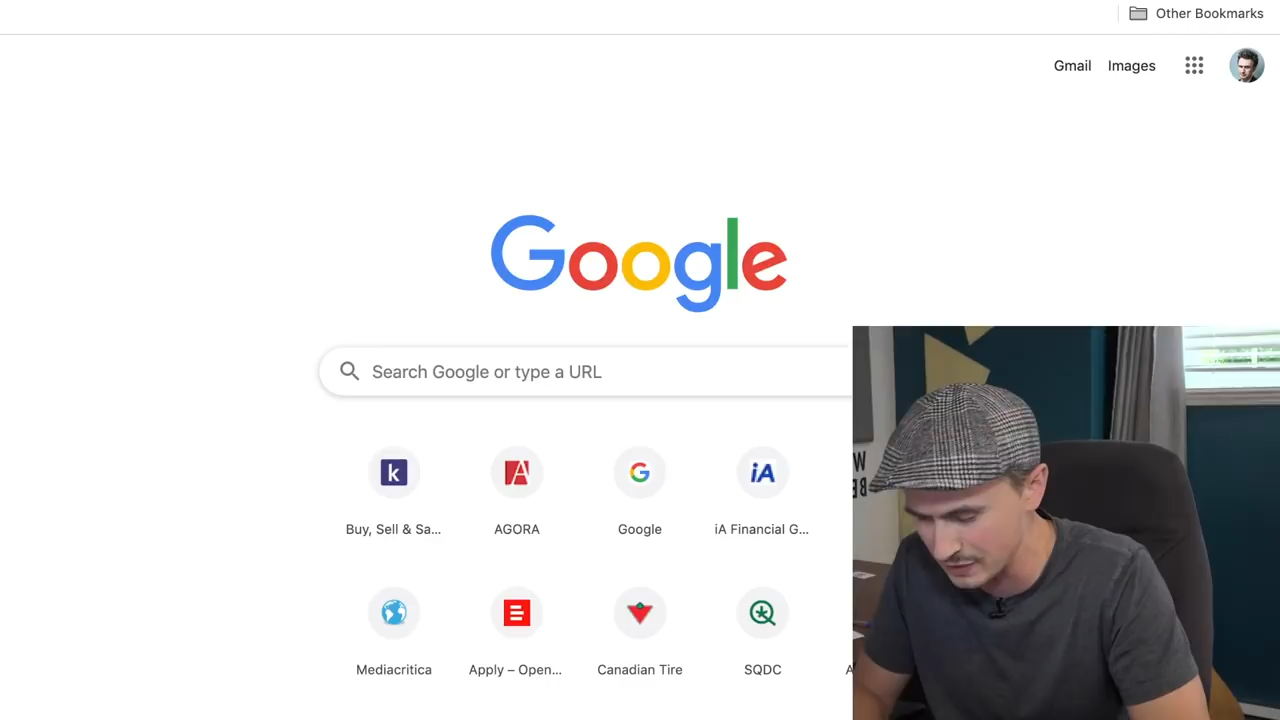 Other Bookmarks
Gmail Images
Google
Search Google or type a URL
k
A
G
iA
Buy, Sell & Sa...
AGORA
Google
iA Financial G...
Mediacritica
Apply – Open...
Canadian Tire
SQDC
A
W
BE